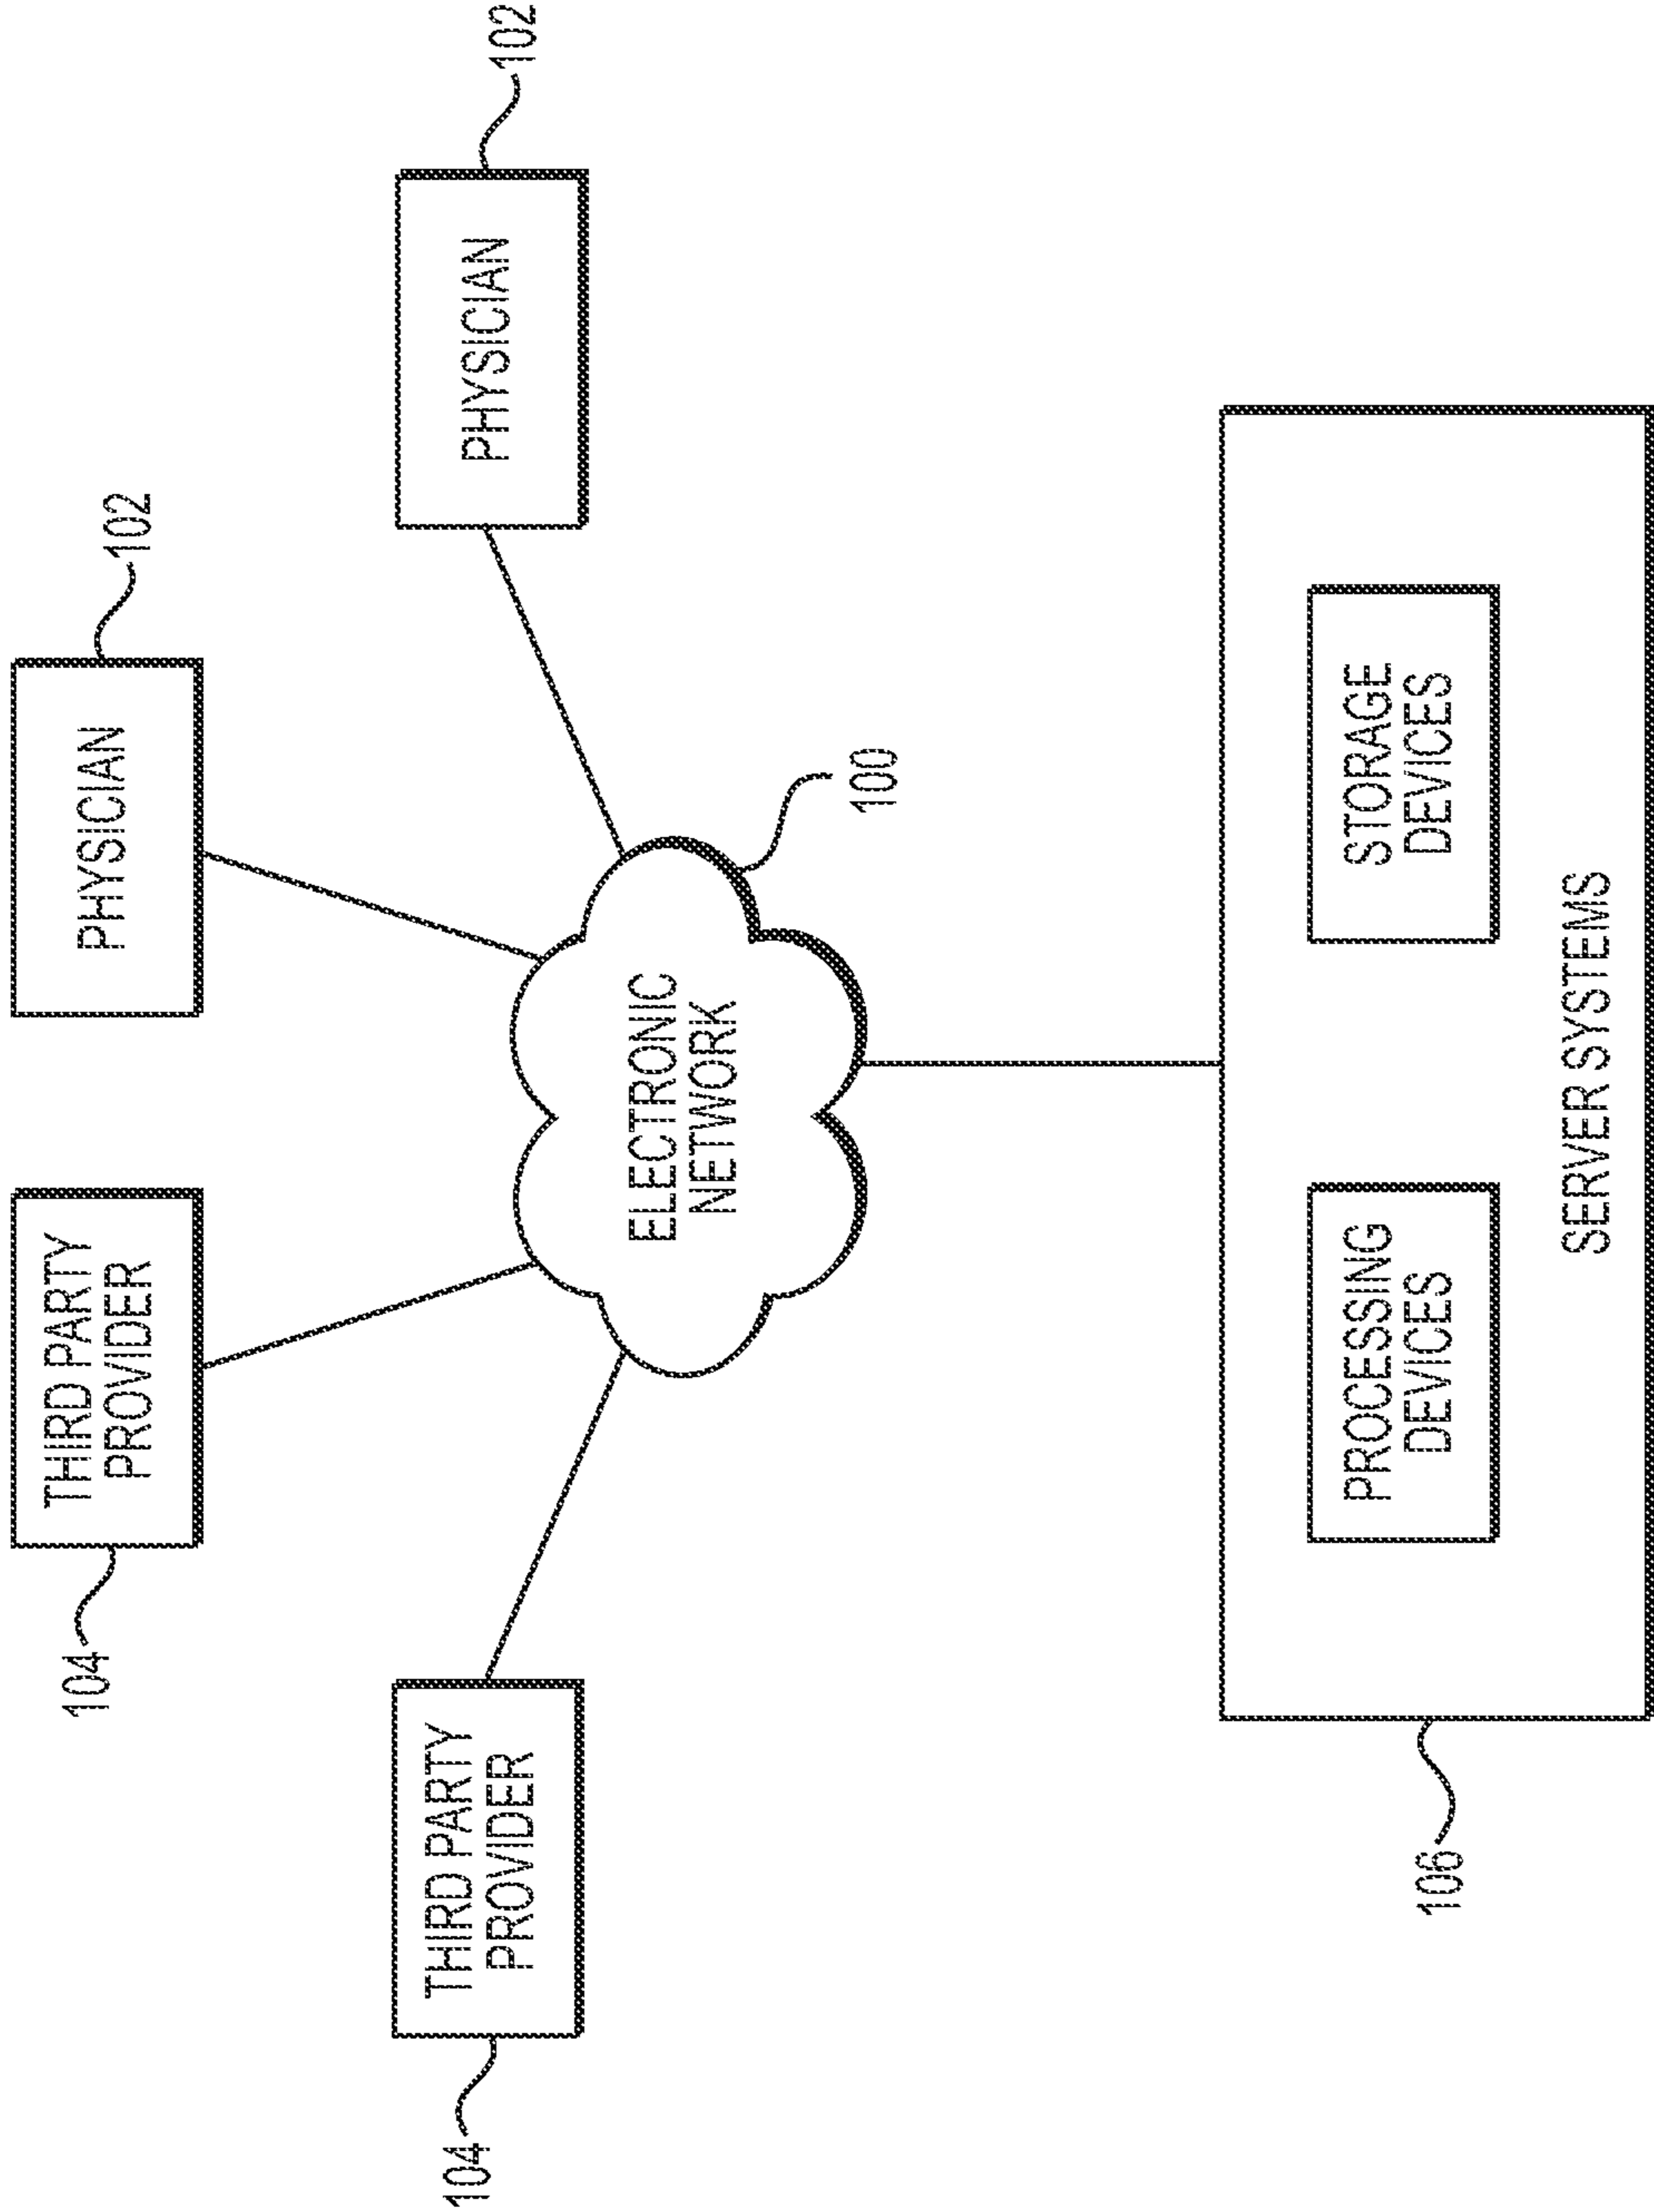 102
102
PHYSICIAN
PHYSICIAN
104
THIRD PARTY
PROVIDER
104
THIRD PARTY
PROVIDER
ELECTRONIC
NETWORK
100
106
PROCESSING
DEVICES
STORAGE
DEVICES
SERVER SYSTEMS